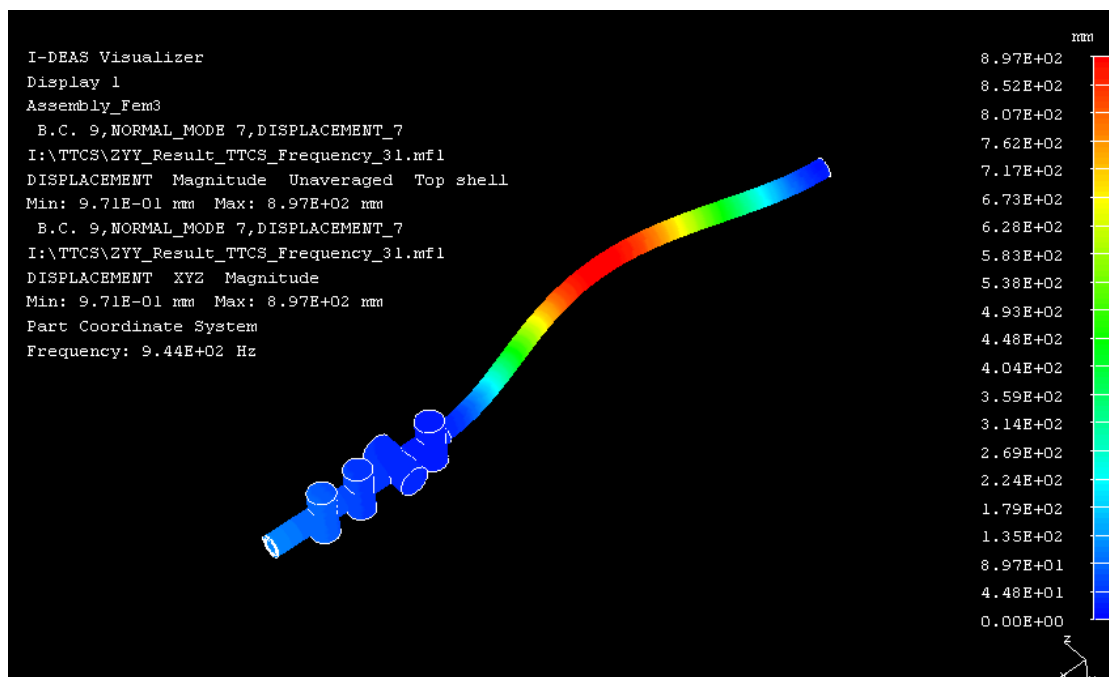 I-DEAS Visualizer
Display 1
Assembly_Fem3
B.C. 9,NORMAL_MODE 7,DISPLACEMENT_7
I:\TTCS\ZYY_Result_TTCS_Frequency_31.mf1
DISPLACEMENT Magnitude Unaveraged Top shell
Min: 9.71E-01 mm Max: 8.97E+02 mm
B.C. 9,NORMAL_MODE 7,DISPLACEMENT_7
I:\TTCS\ZYY_Result_TTCS_Frequency_31.mf1
DISPLACEMENT XYZ Magnitude
Min: 9.71E-01 mm Max: 8.97E+02 mm
Part Coordinate System
Frequency: 9.44E+02 Hz
mm
8.97E+02
8.52E+02
8.07E+02
7.62E+02
7.17E+02
6.73E+02
6.28E+02
5.83E+02
5.38E+02
4.93E+02
4.48E+02
4.04E+02
3.59E+02
3.14E+02
2.69E+02
2.24E+02
1.79E+02
1.35E+02
8.97E+01
4.48E+01
0.00E+00
Z